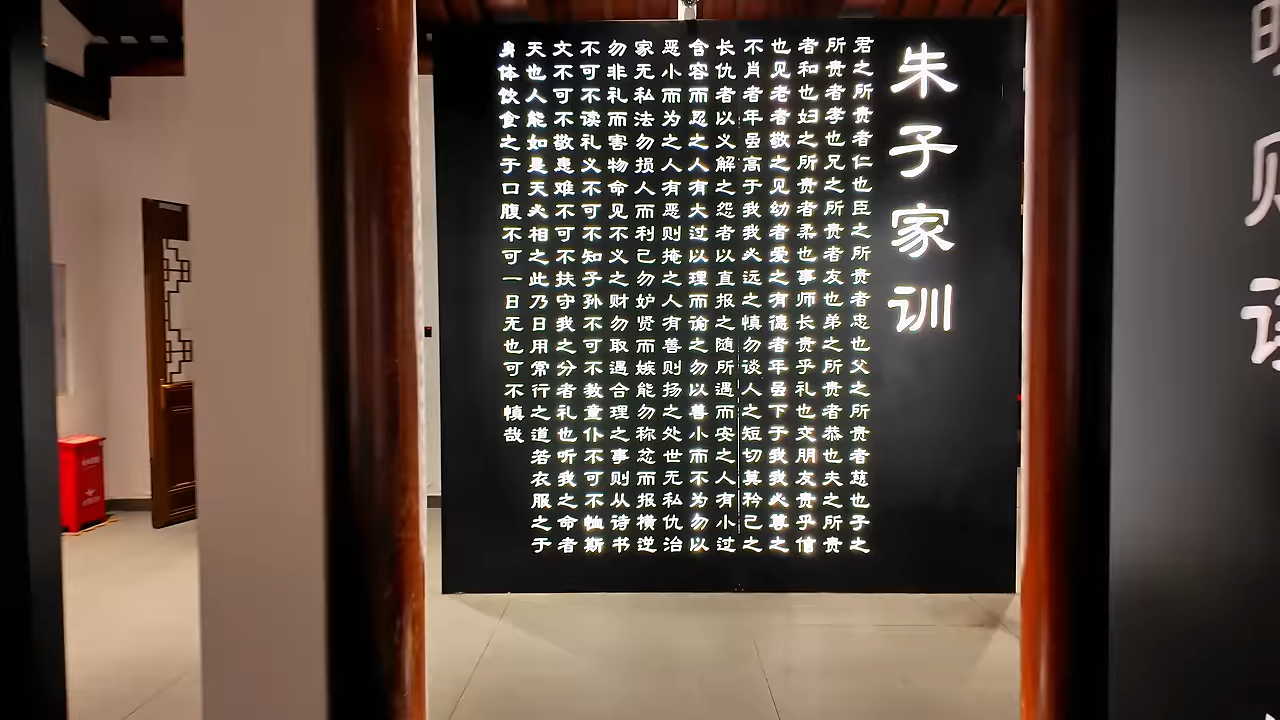 朱子家训
君之所贵者仁也臣之所贵者忠也父之所贵者慈也子之
所贵者孝也兄之所贵者友也弟之所贵者恭也夫之所贵
者和也妇之所贵者柔也事师长贵乎礼也交朋友贵乎信
也见老者敬之见幼者爱之有德者年虽下于我我必尊之
不肖者年虽高于我我必远之慎勿谈人之短切莫矜己之
长仇者以义解之怨者以直报之随所遇而安之人有小过
含容而忍之人有大过以理而谕之勿以善小而不为勿以
恶小而为之人有恶则掩之人有善则扬之处世无私仇治
家无私法勿损人而利己勿妒贤而嫉能勿称忿而报横逆
勿非礼而害物命见不义之财勿取遇合理之事则从诗书
不可不读礼义不可不知子孙不可不教童仆不可不恤斯
文不可不敬患难不可不扶守我之分者礼也听我之命者
天也人能如是天必相之此乃日用常行之道若衣服之于
身体饮食之于口腹不可一日无也可不慎哉